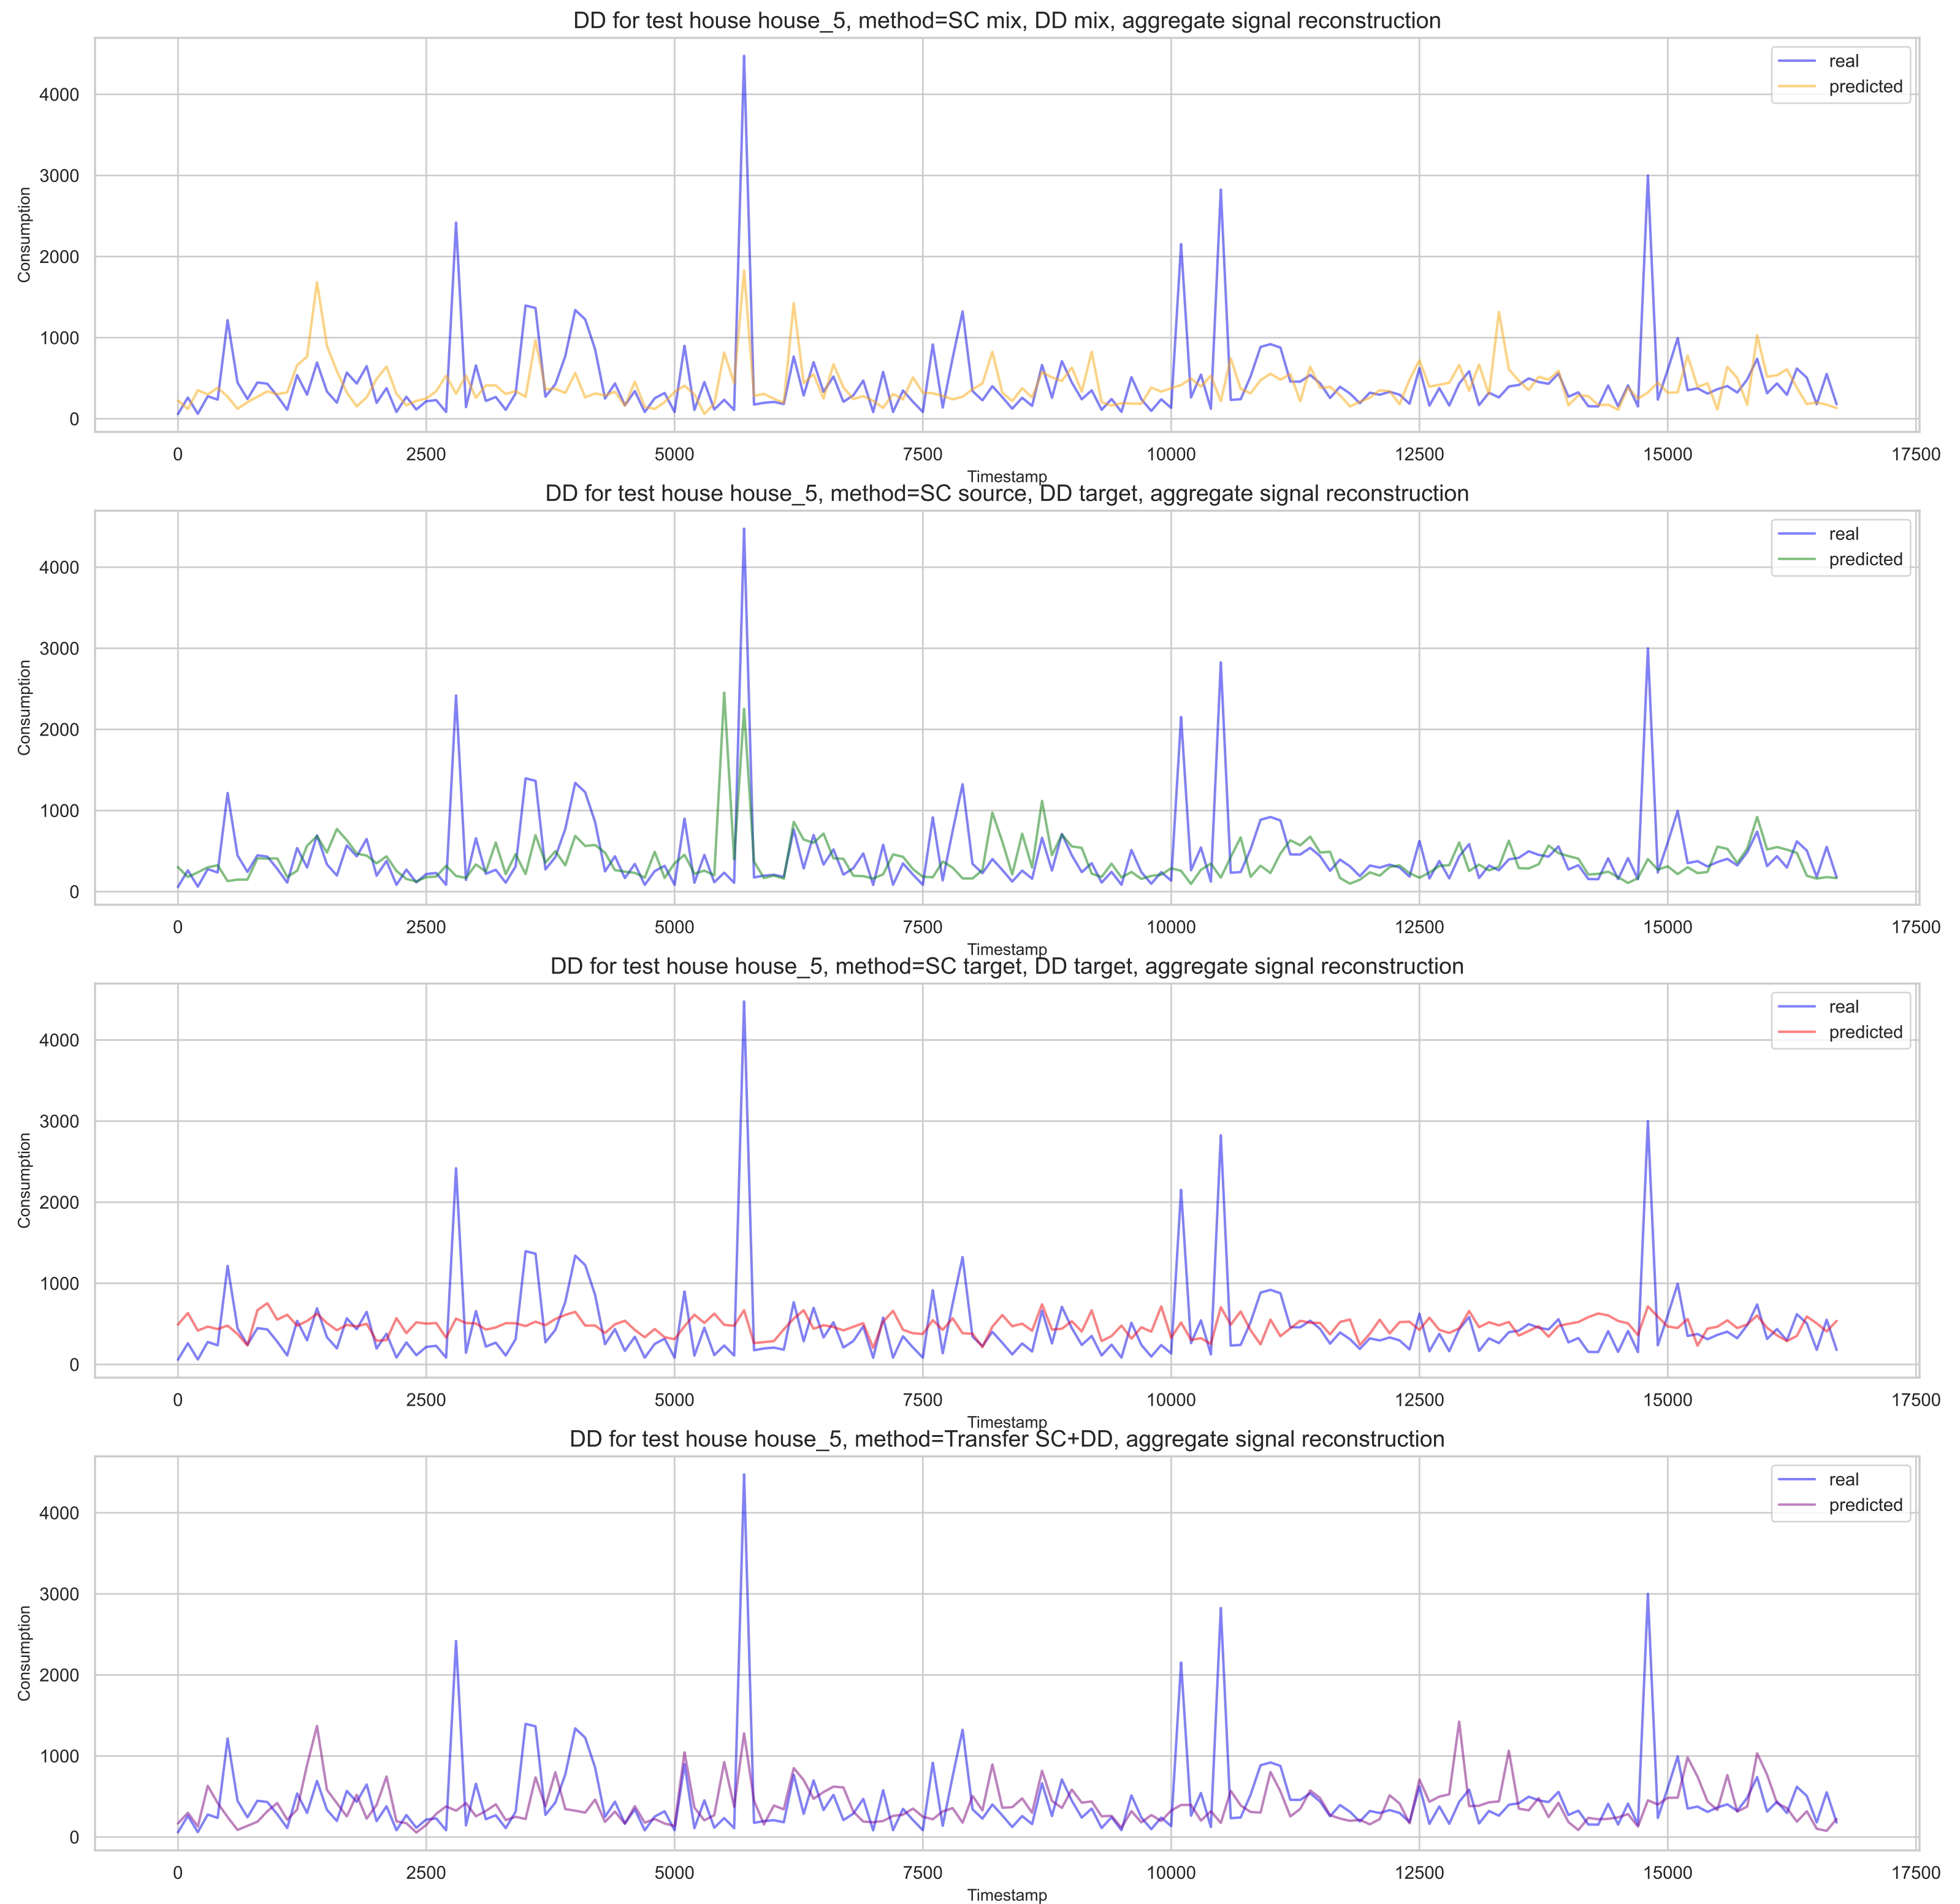 DD for test house house_5, method=SC mix, DD mix, aggregate signal reconstruction
real
predicted
Consumption
4000
3000
2000
1000
0
0 2500 5000 7500 10000 12500 15000 17500
Timestamp
DD for test house house_5, method=SC source, DD target, aggregate signal reconstruction
real
predicted
Consumption
4000
3000
2000
1000
0
0 2500 5000 7500 10000 12500 15000 17500
Timestamp
DD for test house house_5, method=SC target, DD target, aggregate signal reconstruction
real
predicted
Consumption
4000
3000
2000
1000
0
0 2500 5000 7500 10000 12500 15000 17500
Timestamp
DD for test house house_5, method=Transfer SC+DD, aggregate signal reconstruction
real
predicted
Consumption
4000
3000
2000
1000
0
0 2500 5000 7500 10000 12500 15000 17500
Timestamp